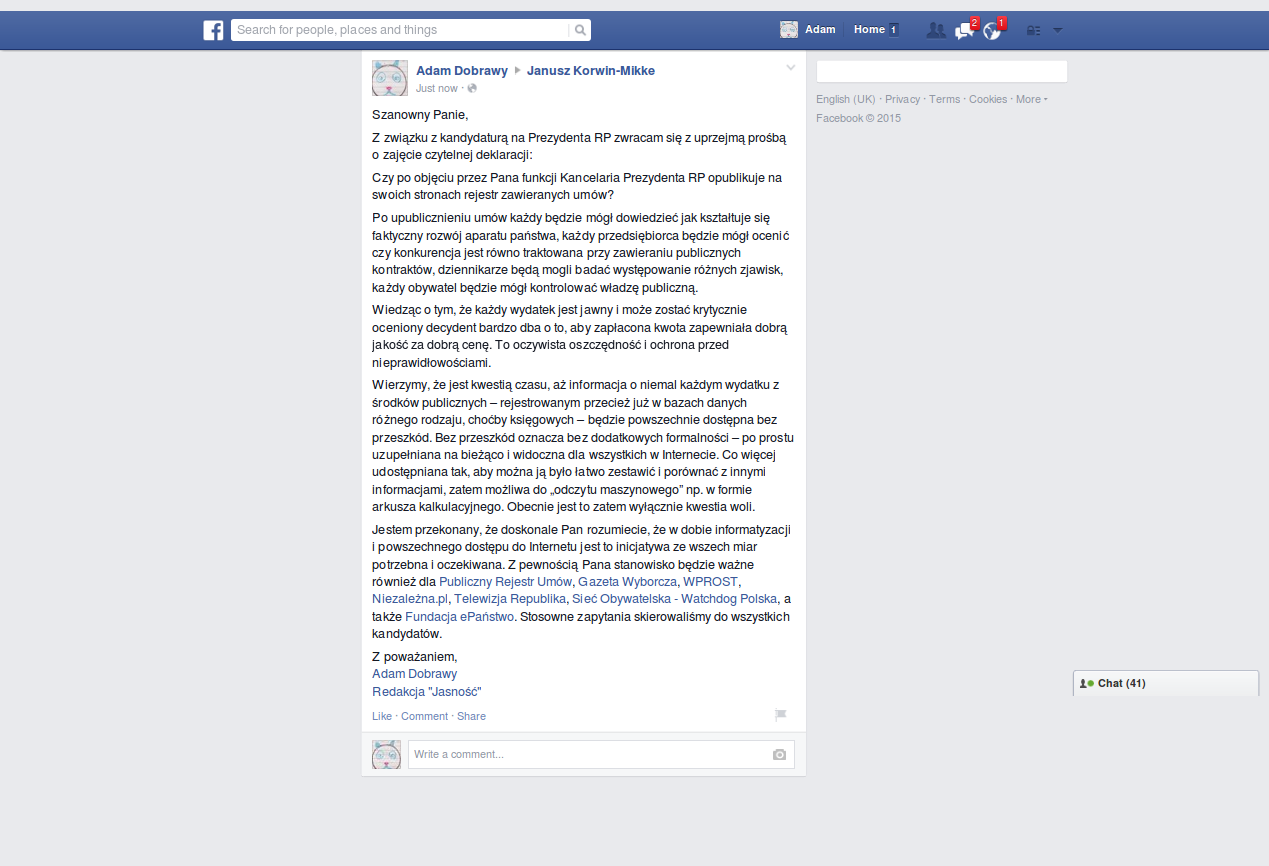 Search for people, places and things
Adam
Home 1
2
1
Adam Dobrawy ▸ Janusz Korwin-Mikke
Just now ·
Szanowny Panie,
Z związku z kandydaturą na Prezydenta RP zwracam się z uprzejmą prośbą
o zajęcie czytelnej deklaracji:
Czy po objęciu przez Pana funkcji Kancelaria Prezydenta RP opublikuje na
swoich stronach rejestr zawieranych umów?
Po upublicznieniu umów każdy będzie mógł dowiedzieć jak kształtuje się
faktyczny rozwój aparatu państwa, każdy przedsiębiorca będzie mógł ocenić
czy konkurencja jest równo traktowana przy zawieraniu publicznych
kontraktów, dziennikarze będą mogli badać występowanie różnych zjawisk,
każdy obywatel będzie mógł kontrolować władzę publiczną.
Wiedząc o tym, że każdy wydatek jest jawny i może zostać krytycznie
oceniony decydent bardzo dba o to, aby zapłacona kwota zapewniała dobrą
jakość za dobrą cenę. To oczywista oszczędność i ochrona przed
nieprawidłowościami.
Wierzymy, że jest kwestią czasu, aż informacja o niemal każdym wydatku z
środków publicznych – rejestrowanym przecież już w bazach danych
różnego rodzaju, choćby księgowych – będzie powszechnie dostępna bez
przeszkód. Bez przeszkód oznacza bez dodatkowych formalności – po prostu
uzupełniana na bieżąco i widoczna dla wszystkich w Internecie. Co więcej
udostępniana tak, aby można ją było łatwo zestawić i porównać z innymi
informacjami, zatem możliwa do „odczytu maszynowego” np. w formie
arkusza kalkulacyjnego. Obecnie jest to zatem wyłącznie kwestia woli.
Jestem przekonany, że doskonale Pan rozumiecie, że w dobie informatyzacji
i powszechnego dostępu do Internetu jest to inicjatywa ze wszech miar
potrzebna i oczekiwana. Z pewnością Pana stanowisko będzie ważne
również dla Publiczny Rejestr Umów, Gazeta Wyborcza, WPROST,
Niezależna.pl, Telewizja Republika, Sieć Obywatelska - Watchdog Polska, a
także Fundacja ePaństwo. Stosowne zapytania skierowaliśmy do wszystkich
kandydatów.
Z poważaniem,
Adam Dobrawy
Redakcja "Jasność"
Like · Comment · Share
Write a comment...
English (UK) · Privacy · Terms · Cookies · More
Facebook © 2015
Chat (41)